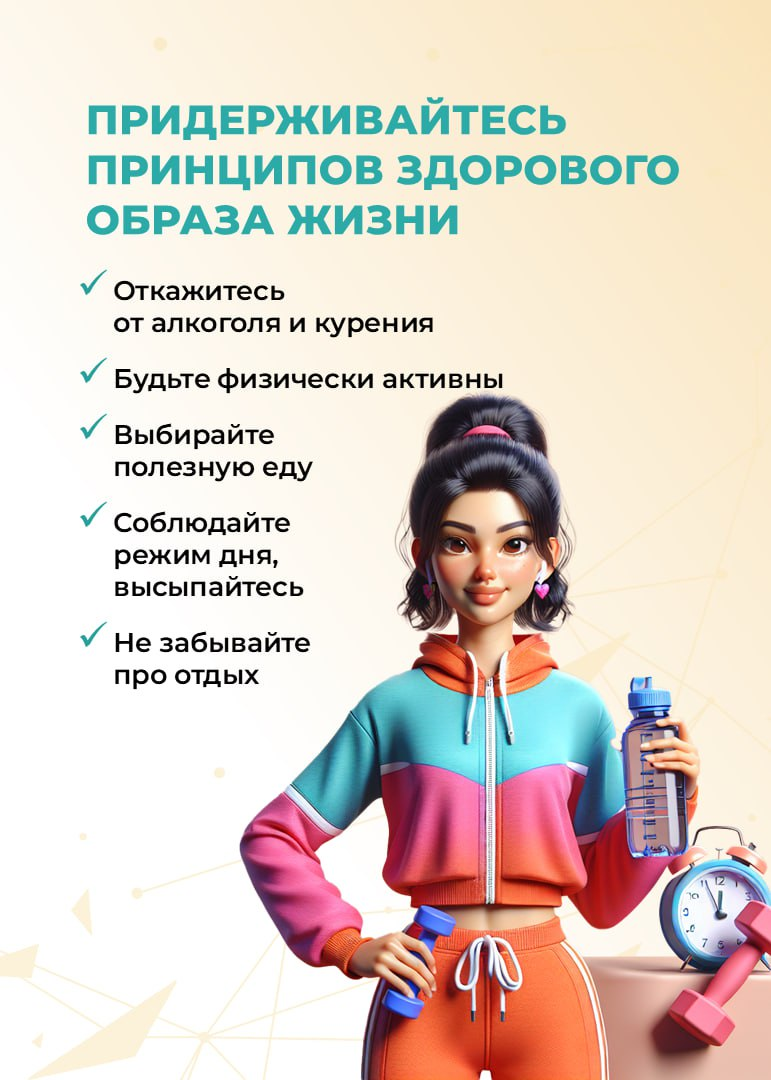 ПРИДЕРЖИВАЙТЕСЬ
ПРИНЦИПОВ ЗДОРОВОГО
ОБРАЗА ЖИЗНИ
Откажитесь
от алкоголя и курения
Будьте физически активны
Выбирайте
полезную еду
Соблюдайте
режим дня,
высыпайтесь
Не забывайте
про отдых